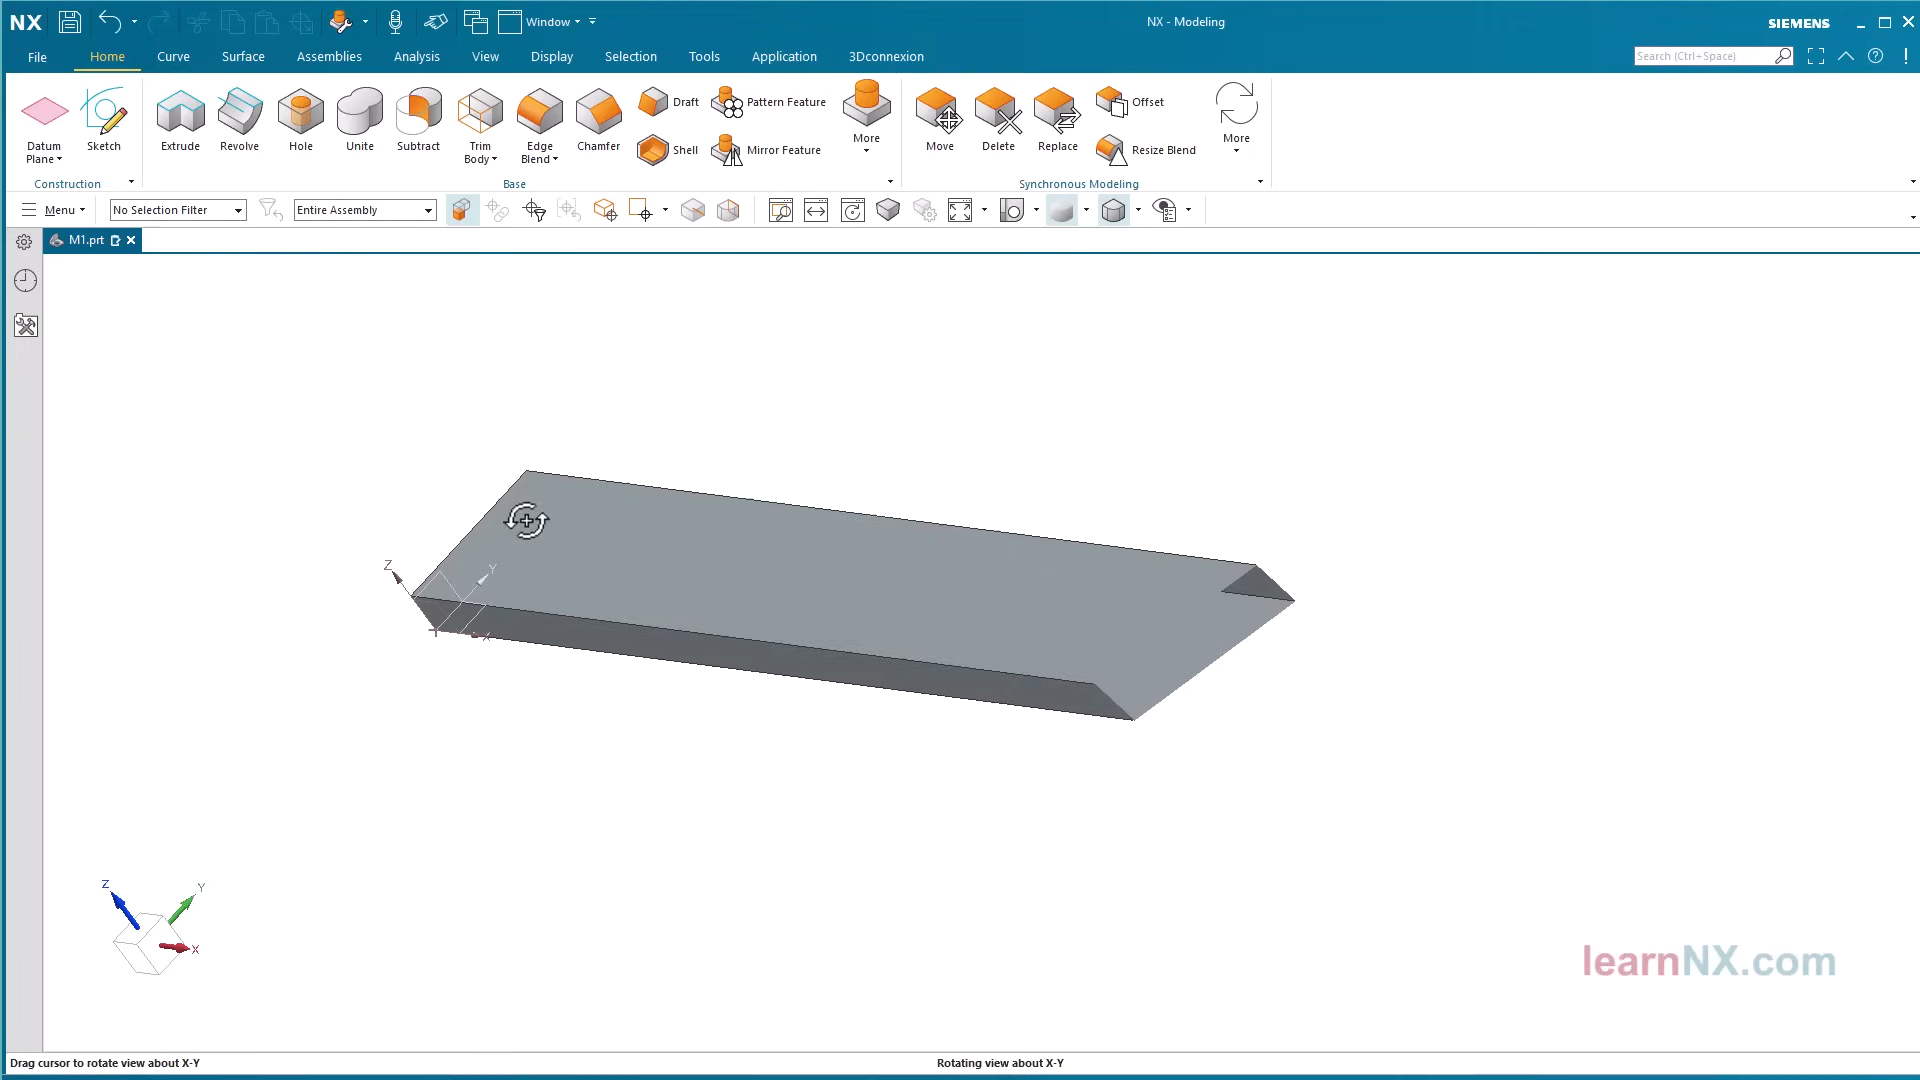 NX
Window
NX - Modeling
SIEMENS
File
Home
Curve
Surface
Assemblies
Analysis
View
Display
Selection
Tools
Application
3Dconnexion
Search (Ctrl+Space)
Datum
Plane
Sketch
Extrude
Revolve
Hole
Unite
Subtract
Trim
Body
Edge
Blend
Chamfer
Draft
Shell
Pattern Feature
Mirror Feature
More
Move
Delete
Replace
Offset
Resize Blend
More
Construction
Base
Synchronous Modeling
Menu
No Selection Filter
Entire Assembly
M1.prt
Z
Y
X
Z
Y
X
learnNX.com
Drag cursor to rotate view about X-Y
Rotating view about X-Y